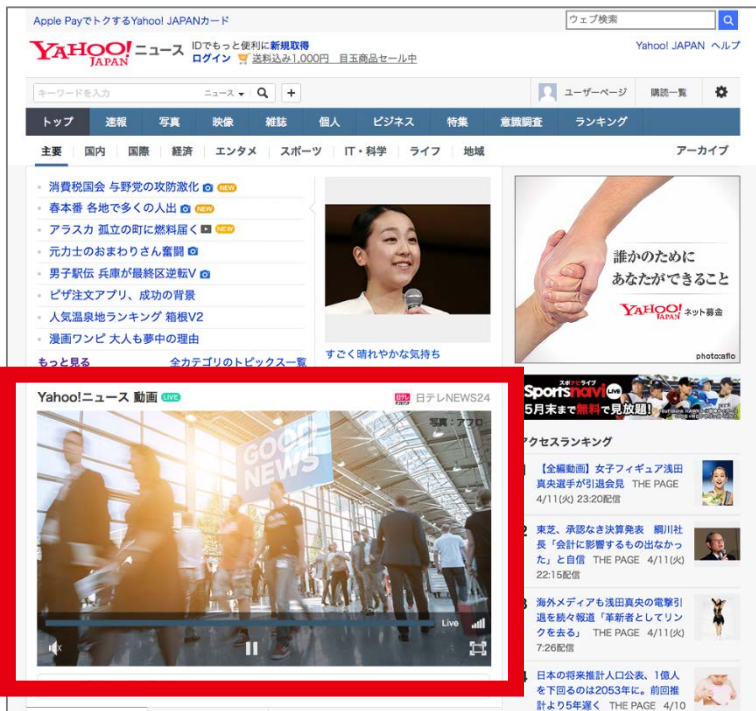 Apple PayでトクするYahoo! JAPANカード
ウェブ検索
YAHOO! JAPAN ニュース
IDでもっと便利に新規取得
ログイン 送料込み1,000円 目玉商品セール中
Yahoo! JAPAN ヘルプ
キーワードを入力 ニュース
ユーザーページ 購読一覧
トップ 速報 写真 映像 雑誌 個人 ビジネス 特集 意識調査 ランキング
主要 国内 国際 経済 エンタメ スポーツ IT・科学 ライフ 地域 アーカイブ
消費税国会 与野党の攻防激化 NEW
春本番 各地で多くの人出 NEW
アラスカ 孤立の町に燃料届く NEW
元力士のおまわりさん奮闘
男子駅伝 兵庫が最終区逆転V
ピザ注文アプリ、成功の背景
人気温泉地ランキング 箱根V2
漫画ワンピ 大人も夢中の理由
もっと見る 全カテゴリのトピックス一覧
すごく晴れやかな気持ち
誰かのために
あなたができること
YAHOO! JAPAN ネット募金
photo:aflo
Yahoo!ニュース 動画 LIVE
日テレ 日テレNEWS24
写真：アフロ
GOOD NEWS
Live
スポナビライブ
Sportsnavi LIVE
5月末まで無料で見放題!
アクセスランキング
1
【全編動画】女子フィギュア浅田
真央選手が引退会見 THE PAGE
4/11(火) 23:20配信
2
東芝、承認なき決算発表 綱川社
長「会計に影響するもの出なかっ
た」と自信 THE PAGE 4/11(火)
22:15配信
3
海外メディアも浅田真央の電撃引
退を続々報道「革新者としてリン
クを去る」 THE PAGE 4/11(火)
7:26配信
4
日本の将来推計人口公表、1億人
を下回るのは2053年に。前回推
計より5年遅く THE PAGE 4/10